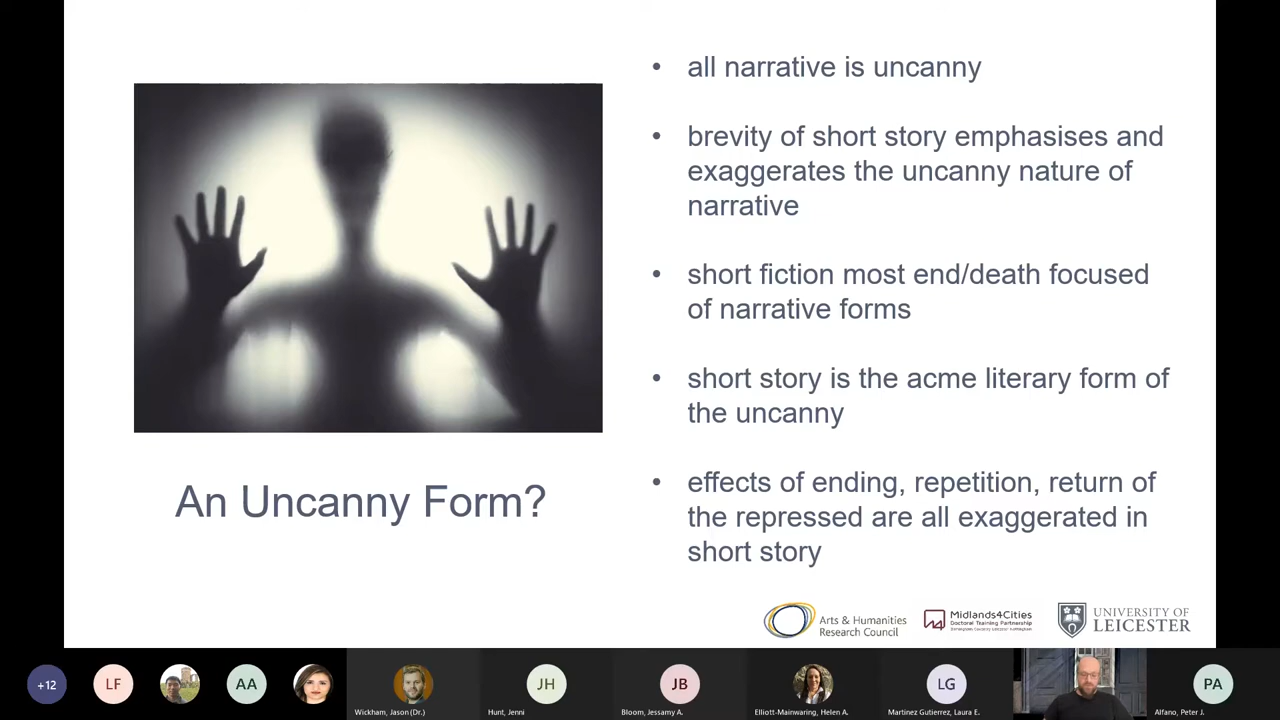 • all narrative is uncanny
• brevity of short story emphasises and
exaggerates the uncanny nature of
narrative
• short fiction most end/death focused
of narrative forms
• short story is the acme literary form of
the uncanny
• effects of ending, repetition, return of
the repressed are all exaggerated in
short story
An Uncanny Form?
Arts & Humanities
Research Council
Midlands4Cities
Doctoral Training Partnership
UNIVERSITY OF
LEICESTER
+12
LF
AA
Wickham, Jason (Dr.)
JH
Hunt, Jenni
JB
Bloom, Jessamy A.
Elliott-Mainwaring, Helen A.
LG
Martinez Gutierrez, Laura E.
PA
Alfano, Peter J.